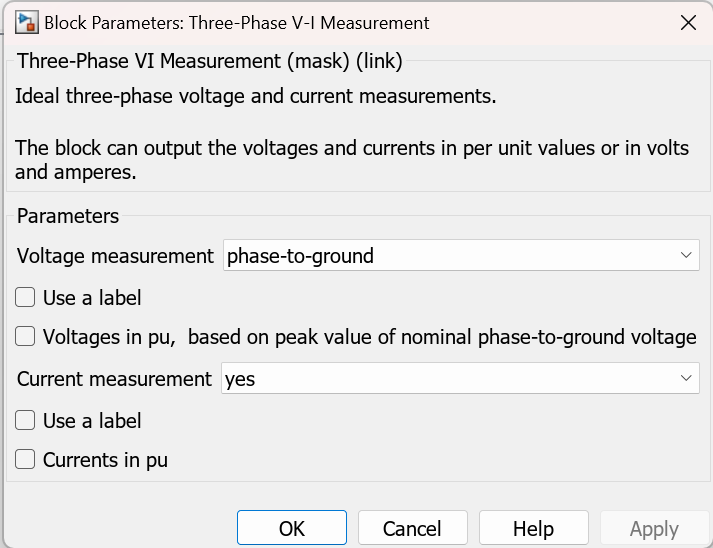 Block Parameters: Three-Phase V-I Measurement
Three-Phase VI Measurement (mask) (link)
Ideal three-phase voltage and current measurements.
The block can output the voltages and currents in per unit values or in volts
and amperes.
Parameters
Voltage measurement phase-to-ground
Use a label
Voltages in pu,  based on peak value of nominal phase-to-ground voltage
Current measurement yes
Use a label
Currents in pu
OK Cancel Help Apply